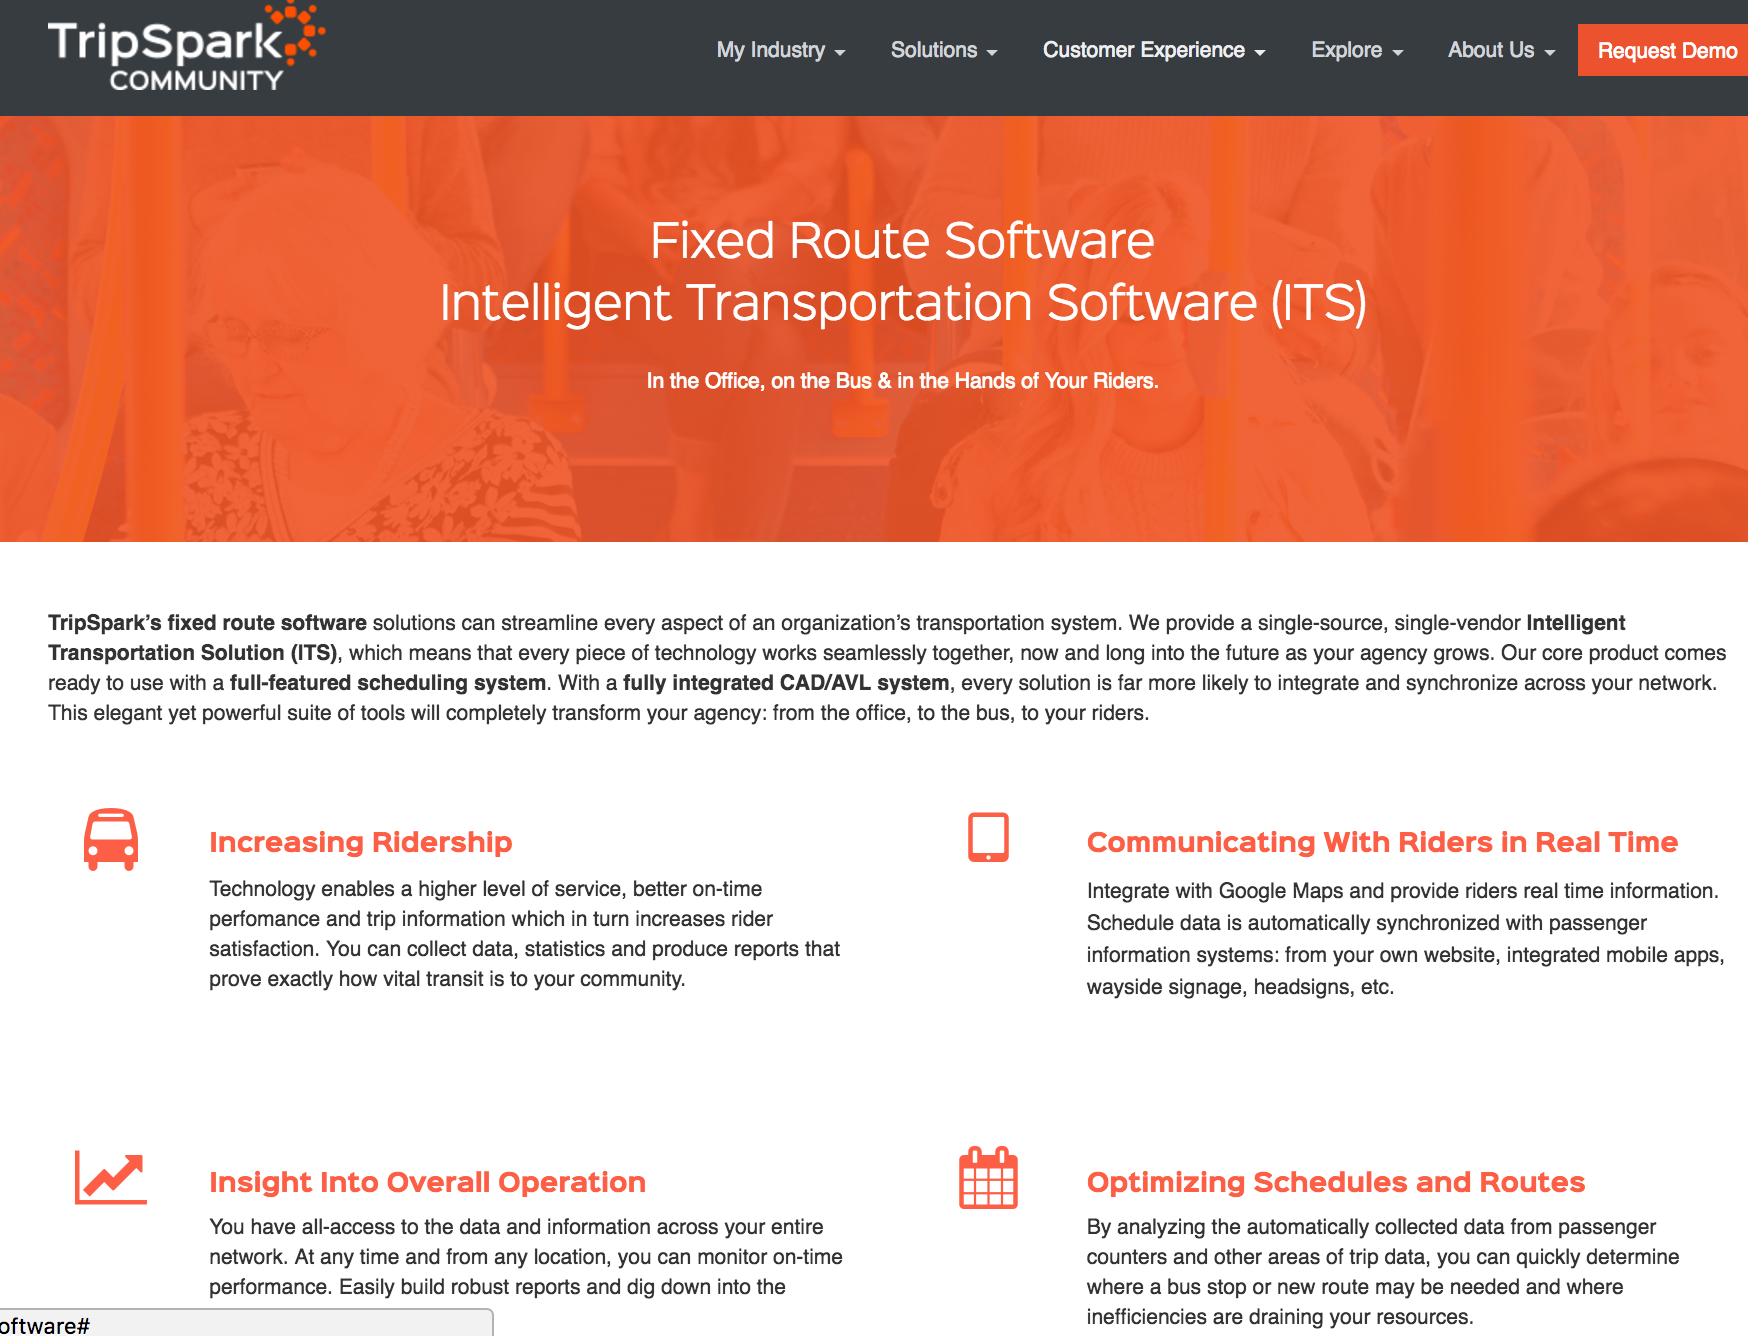 TripSpark
COMMUNITY
My Industry
Solutions
Customer Experience
Explore
About Us
Request Demo
Fixed Route Software
Intelligent Transportation Software (ITS)
In the Office, on the Bus & in the Hands of Your Riders.
TripSpark’s fixed route software solutions can streamline every aspect of an organization’s transportation system. We provide a single-source, single-vendor Intelligent
Transportation Solution (ITS), which means that every piece of technology works seamlessly together, now and long into the future as your agency grows. Our core product comes
ready to use with a full-featured scheduling system. With a fully integrated CAD/AVL system, every solution is far more likely to integrate and synchronize across your network.
This elegant yet powerful suite of tools will completely transform your agency: from the office, to the bus, to your riders.
Increasing Ridership
Technology enables a higher level of service, better on-time
perfomance and trip information which in turn increases rider
satisfaction. You can collect data, statistics and produce reports that
prove exactly how vital transit is to your community.
Communicating With Riders in Real Time
Integrate with Google Maps and provide riders real time information.
Schedule data is automatically synchronized with passenger
information systems: from your own website, integrated mobile apps,
wayside signage, headsigns, etc.
Insight Into Overall Operation
You have all-access to the data and information across your entire
network. At any time and from any location, you can monitor on-time
performance. Easily build robust reports and dig down into the
Optimizing Schedules and Routes
By analyzing the automatically collected data from passenger
counters and other areas of trip data, you can quickly determine
where a bus stop or new route may be needed and where
inefficiencies are draining your resources.
oftware#